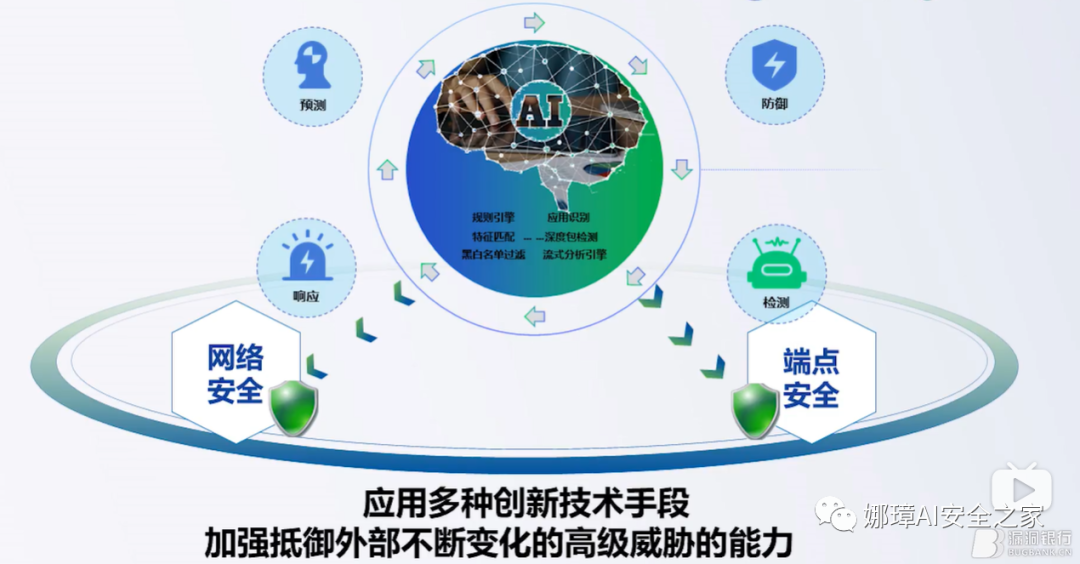 预测
防御
AI
规则引擎 应用识别
特征匹配 深度包检测
黑白名单过滤 流式分析引擎
响应
检测
网络
安全
端点
安全
应用多种创新技术手段
加强抵御外部不断变化的高级威胁的能力
娜璋AI安全之家
漏洞银行
BUGBANK.CN